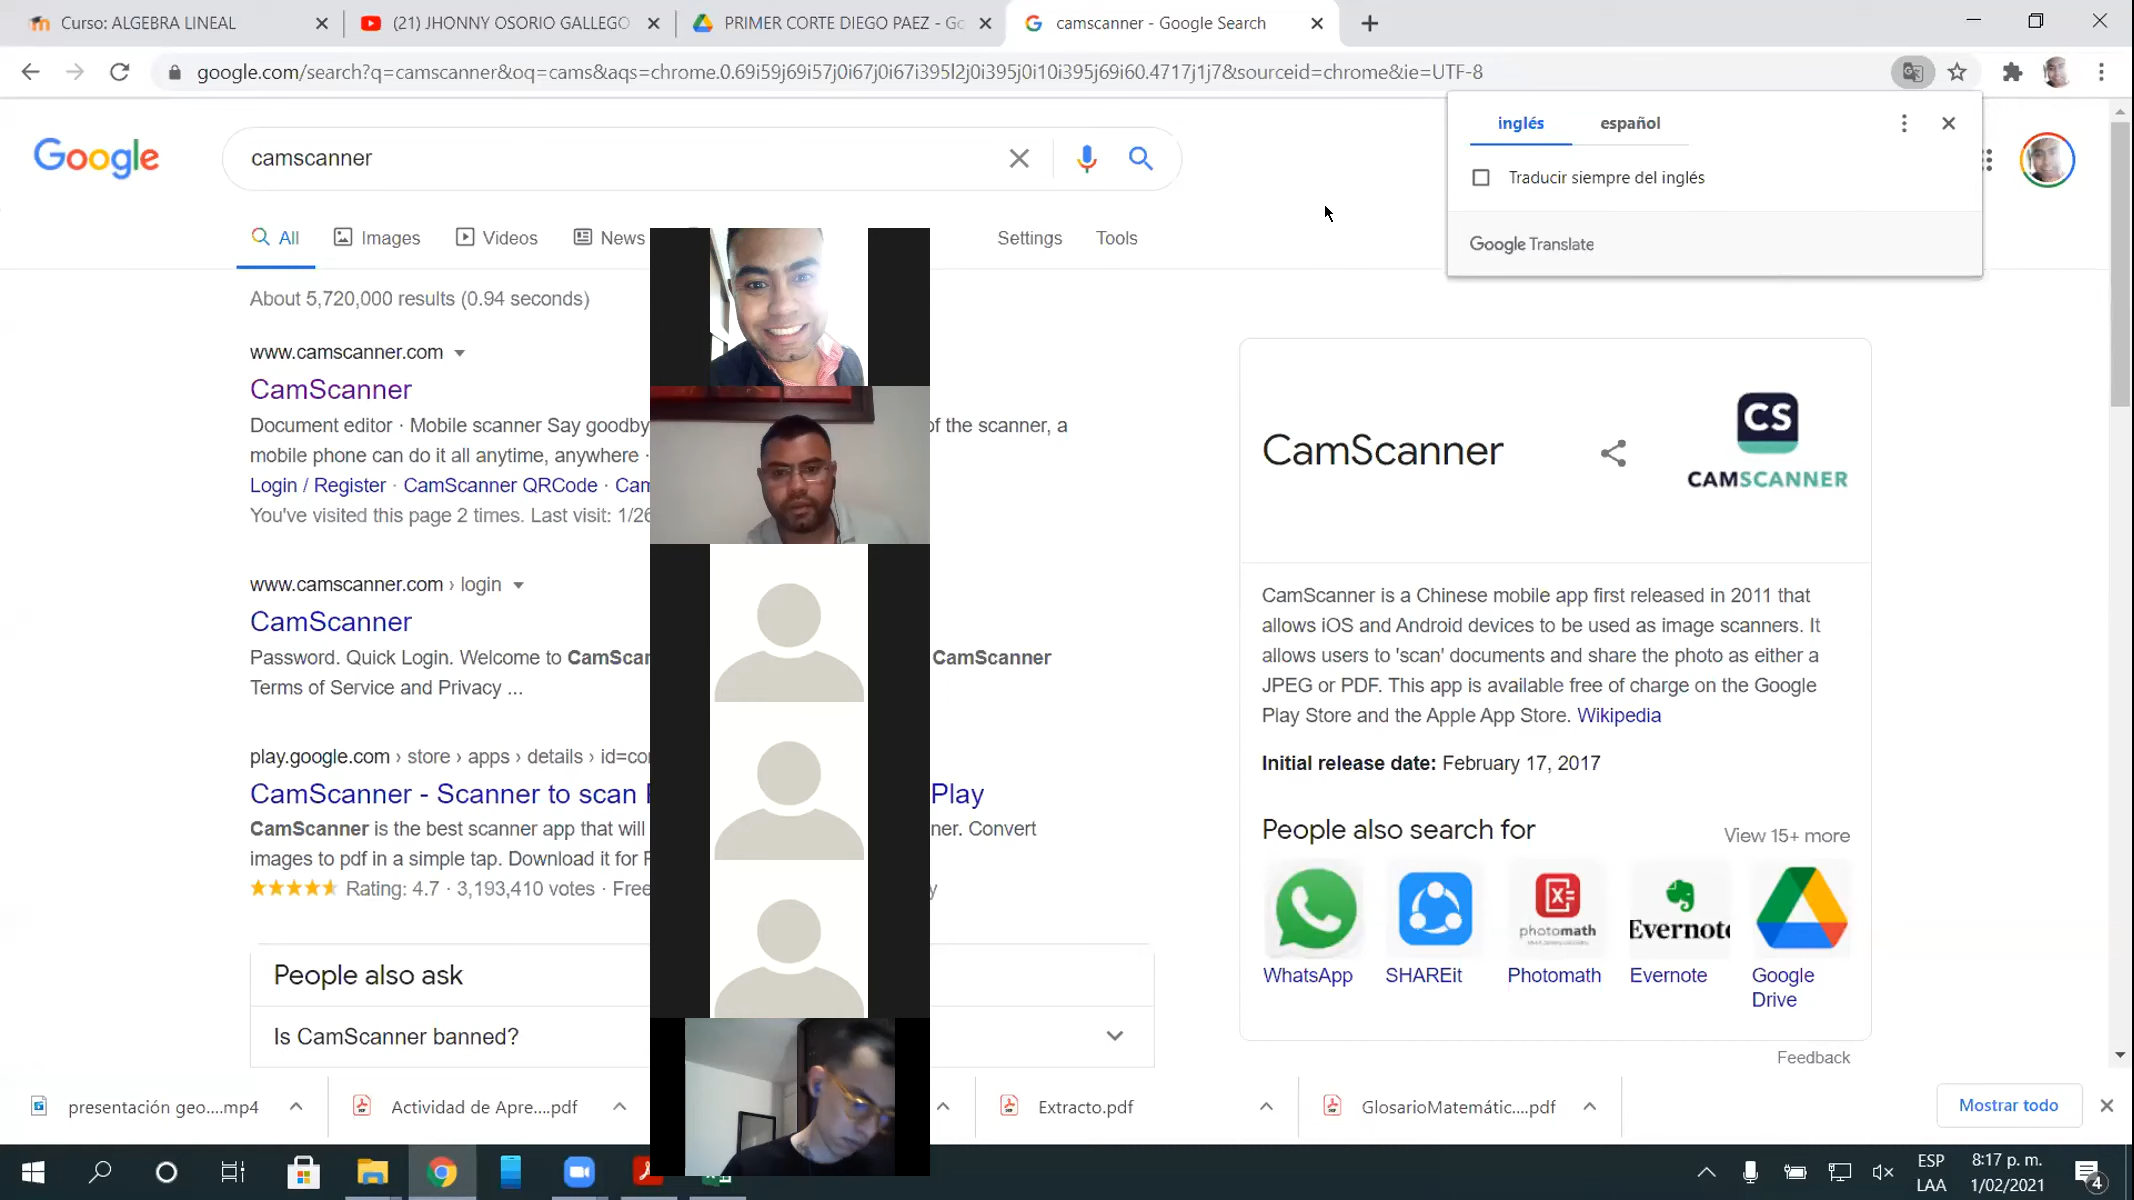 Curso: ALGEBRA LINEAL
(21) JHONNY OSORIO GALLEGO
PRIMER CORTE DIEGO PAEZ - Go
camscanner - Google Search
google.com/search?q=camscanner&oq=cams&aqs=chrome.0.69i59j69i57j0i67j0i67i395l2j0i395j0i10i395j69i60.4717j1j7&sourceid=chrome&ie=UTF-8
inglés español
Traducir siempre del inglés
Google Translate
Google
camscanner
All Images Videos News Settings Tools
About 5,720,000 results (0.94 seconds)
www.camscanner.com
CamScanner
Document editor · Mobile scanner Say goodby of the scanner, a
mobile phone can do it all anytime, anywhere ·
Login / Register · CamScanner QRCode · Cam
You've visited this page 2 times. Last visit: 1/26
www.camscanner.com › login
CamScanner
Password. Quick Login. Welcome to CamScan CamScanner
Terms of Service and Privacy ...
play.google.com › store › apps › details › id=co
CamScanner - Scanner to scan Play
CamScanner is the best scanner app that will ner. Convert
images to pdf in a simple tap. Download it for
Rating: 4.7 · 3,193,410 votes · Free y
People also ask
Is CamScanner banned?
CamScanner
CS
CAMSCANNER
CamScanner is a Chinese mobile app first released in 2011 that
allows iOS and Android devices to be used as image scanners. It
allows users to 'scan' documents and share the photo as either a
JPEG or PDF. This app is available free of charge on the Google
Play Store and the Apple App Store. Wikipedia
Initial release date: February 17, 2017
People also search for
View 15+ more
photomath
Evernote
WhatsApp SHAREit Photomath Evernote Google
Drive
Feedback
presentación geo....mp4
Actividad de Apre....pdf
Extracto.pdf
GlosarioMatemátic....pdf
Mostrar todo
ESP
LAA
8:17 p. m.
1/02/2021
4